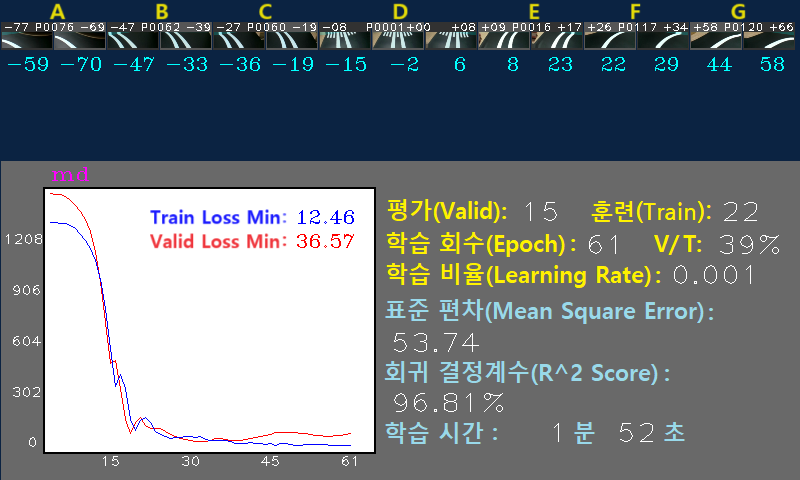 A B C D E F G
-77 P0076 -69 -47 P0062 -39 -27 P0060 -19 -08 P0001+00 +08 +09 P0016 +17 +26 P0117 +34 +58 P0120 +66
-59 -70 -47 -33 -36 -19 -15 -2 6 8 23 22 29 44 58
Train Loss Min: 12.46
Valid Loss Min: 36.57
1208
906
604
302
0
15 30 45 61
평가(Valid): 15 훈련(Train): 22
학습 회수(Epoch): 61 V/T: 39%
학습 비율(Learning Rate): 0.001
표준 편차(Mean Square Error):
53.74
회귀 결정계수(R^2 Score):
96.81%
학습 시간 : 1 분 52 초